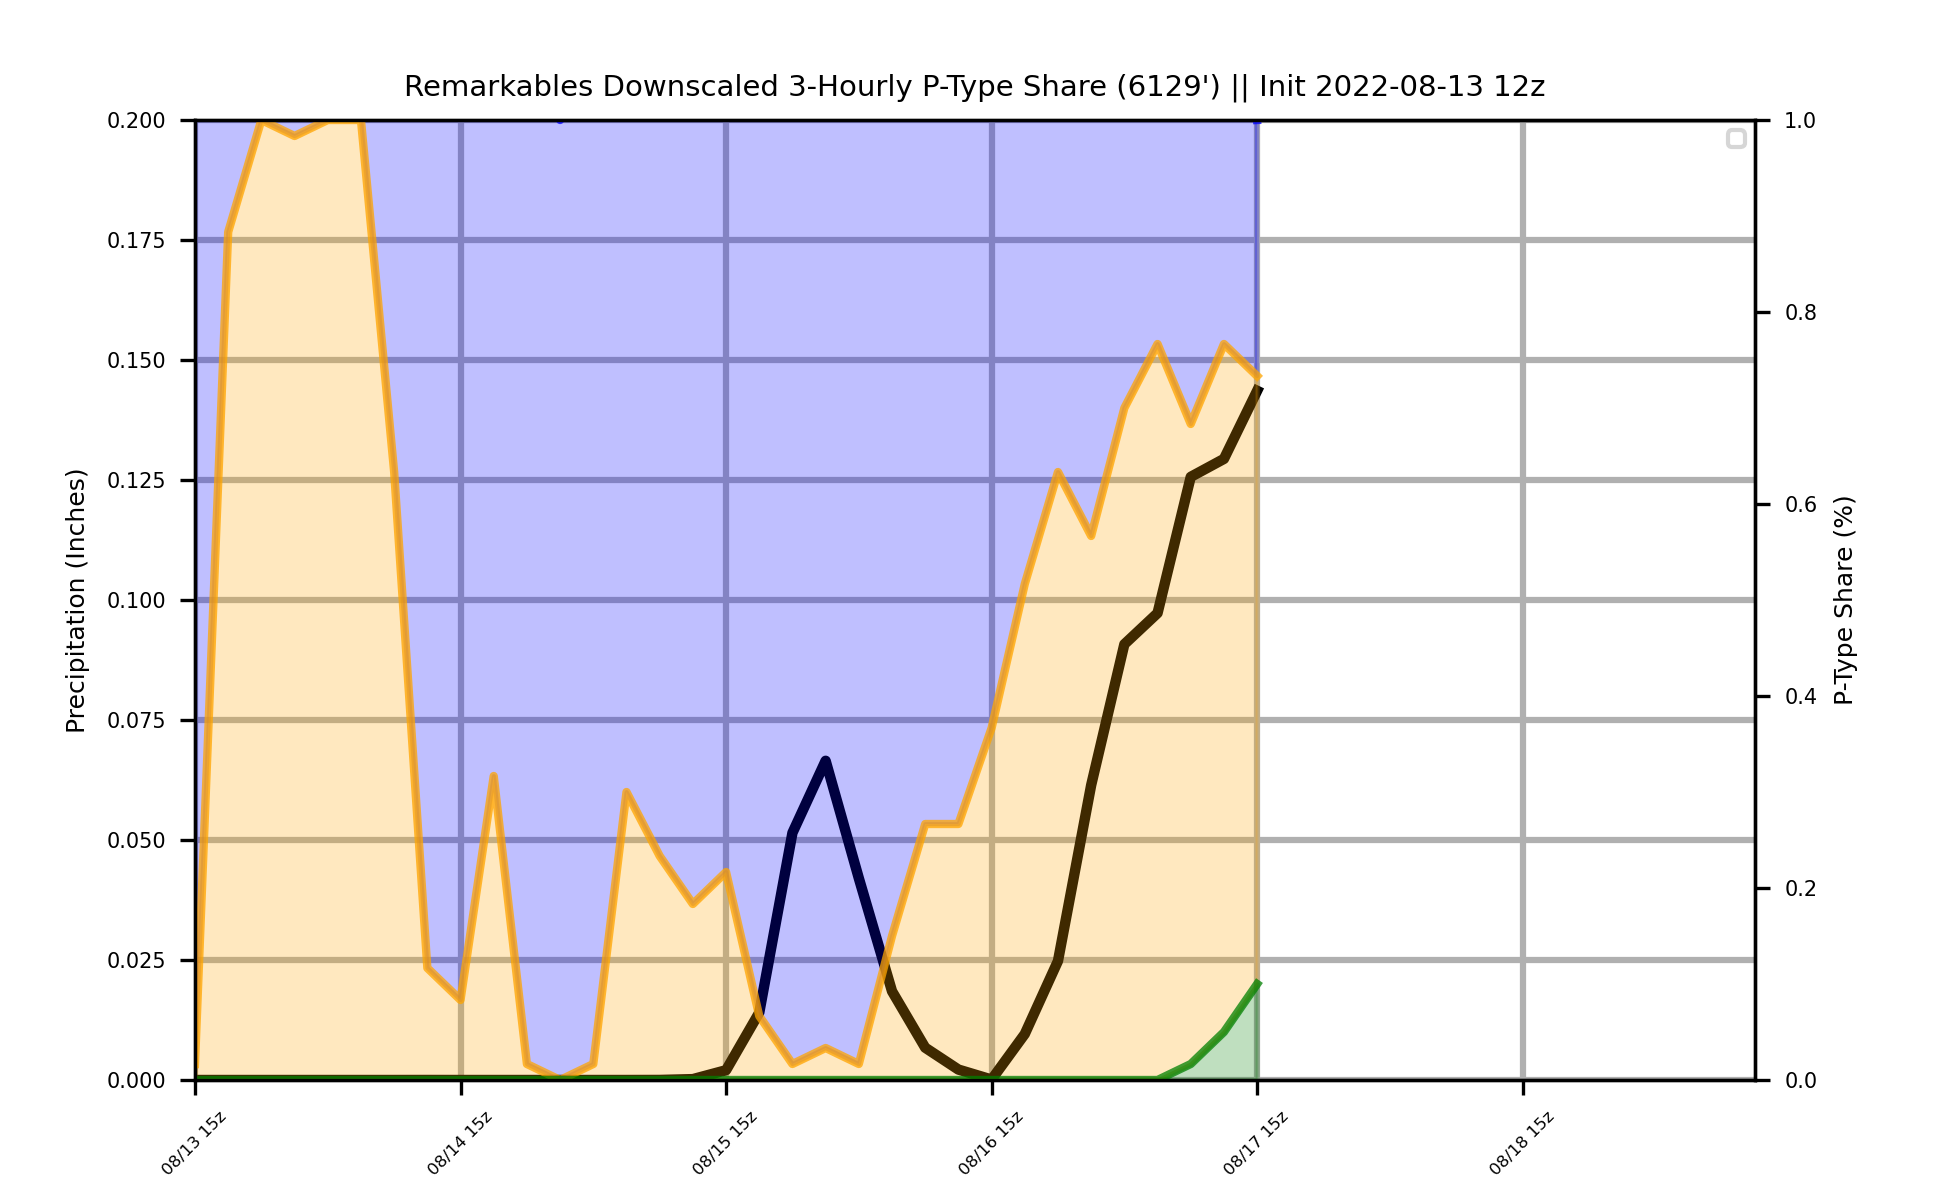 Remarkables Downscaled 3-Hourly P-Type Share (6129') || Init 2022-08-13 12z
Precipitation (Inches)
0.200
0.175
0.150
0.125
0.100
0.075
0.050
0.025
0.000
1.0
0.8
0.6
0.4
0.2
0.0
P-Type Share (%)
08/13 15z
08/14 15z
08/15 15z
08/16 15z
08/17 15z
08/18 15z